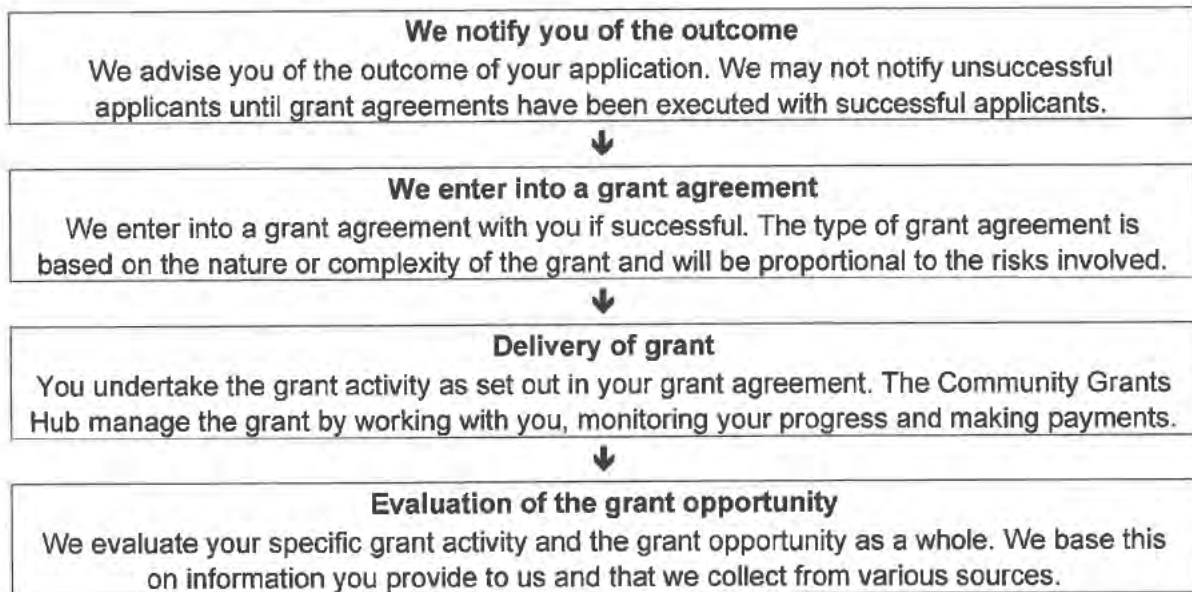 We notify you of the outcome
We advise you of the outcome of your application. We may not notify unsuccessful
applicants until grant agreements have been executed with successful applicants.
We enter into a grant agreement
We enter into a grant agreement with you if successful. The type of grant agreement is
based on the nature or complexity of the grant and will be proportional to the risks involved.
Delivery of grant
You undertake the grant activity as set out in your grant agreement. The Community Grants
Hub manage the grant by working with you, monitoring your progress and making payments.
Evaluation of the grant opportunity
We evaluate your specific grant activity and the grant opportunity as a whole. We base this
on information you provide to us and that we collect from various sources.